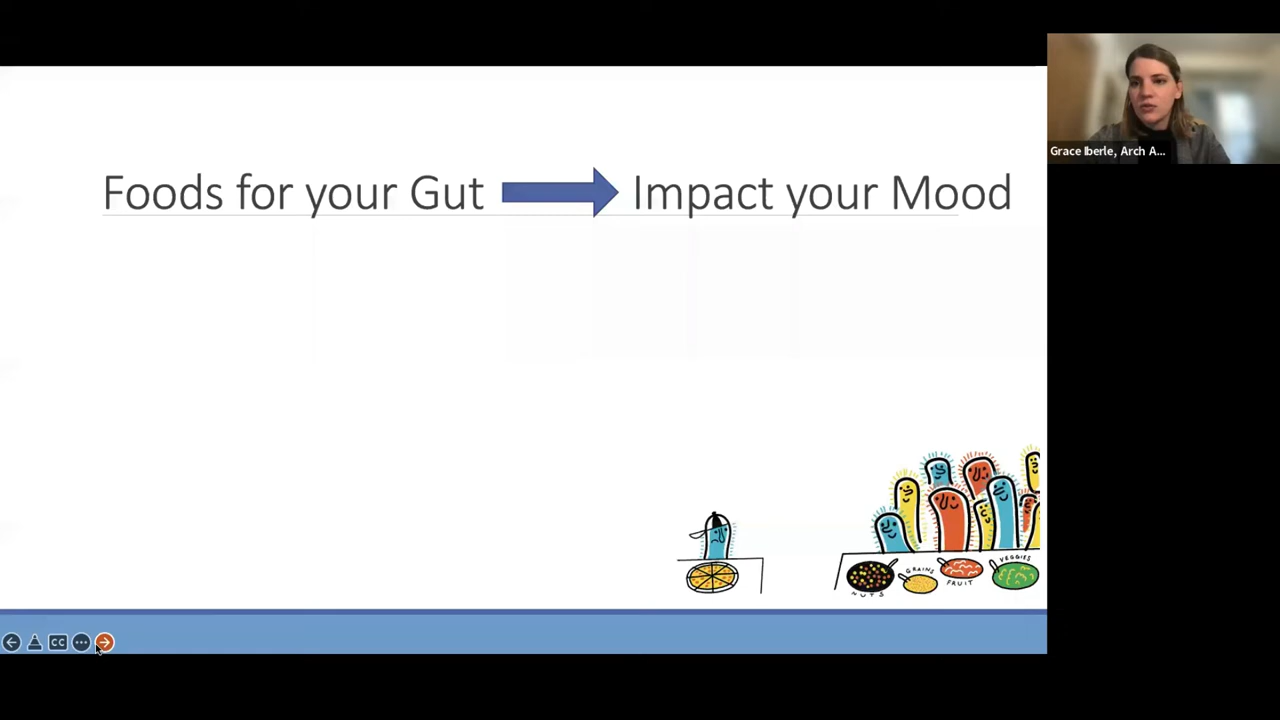 Foods for your Gut
Impact your Mood
Grace Iberle, Arch A...
NUTS
GRAINS
FRUIT
VEGGIES
CC